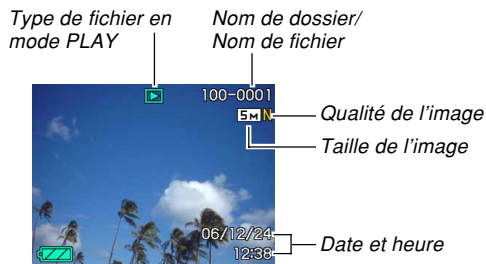 Type de fichier en
mode PLAY
Nom de dossier/
Nom de fichier
100-0001
5M N
Qualité de l'image
Taille de l'image
06/12/24
12:38
Date et heure